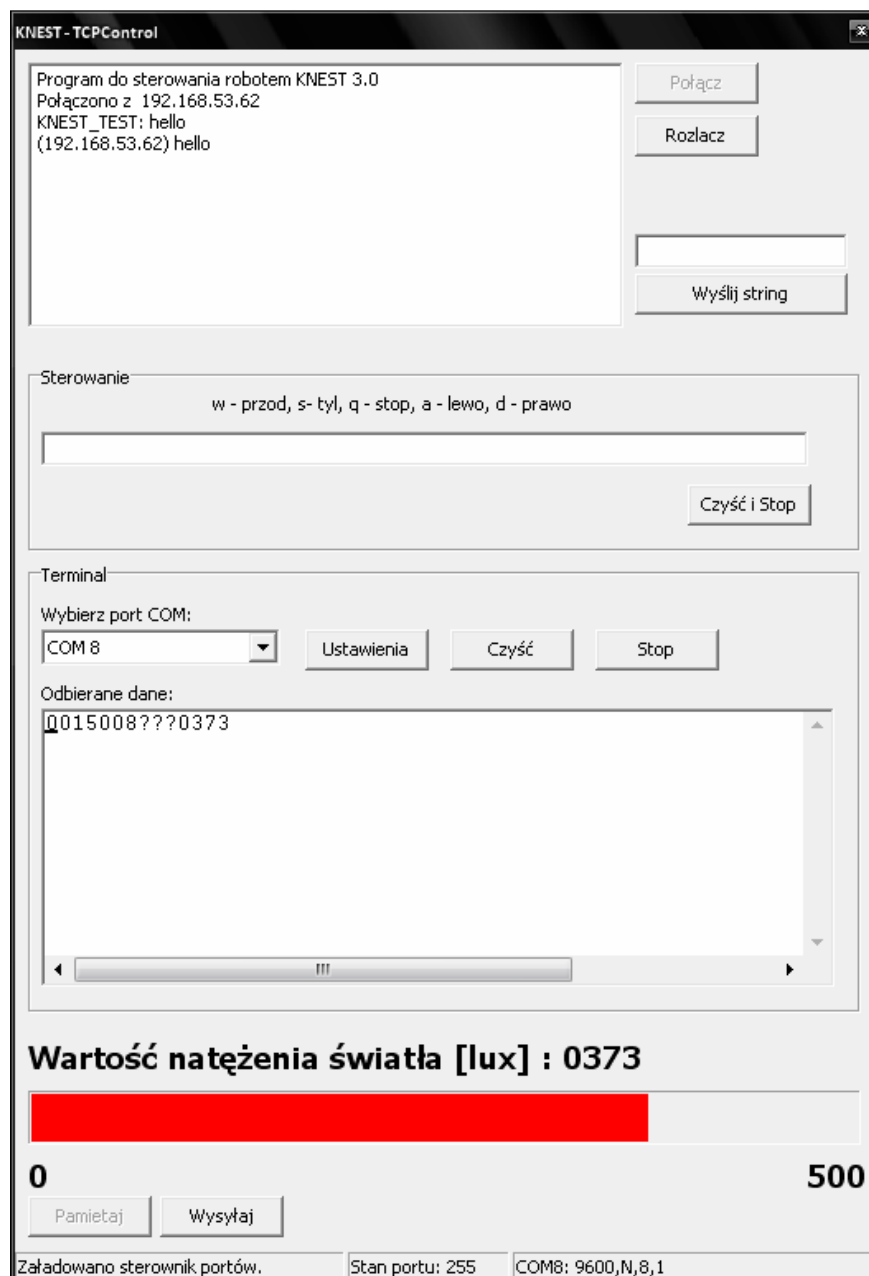 KNEST - TCPControl
Program do sterowania robotem KNEST 3.0
Połączono z 192.168.53.62
KNEST_TEST: hello
(192.168.53.62) hello
Połącz
Rozlacz
Wyślij string
Sterowanie
w - przod, s- tyl, q - stop, a - lewo, d - prawo
Czyść i Stop
Terminal
Wybierz port COM:
COM 8
Ustawienia
Czyść
Stop
Odbierane dane:
0015008???0373
Wartość natężenia światła [lux] : 0373
0
500
Pamietaj
Wysyłaj
Załadowano sterownik portów.
Stan portu: 255
COM8: 9600,N,8,1